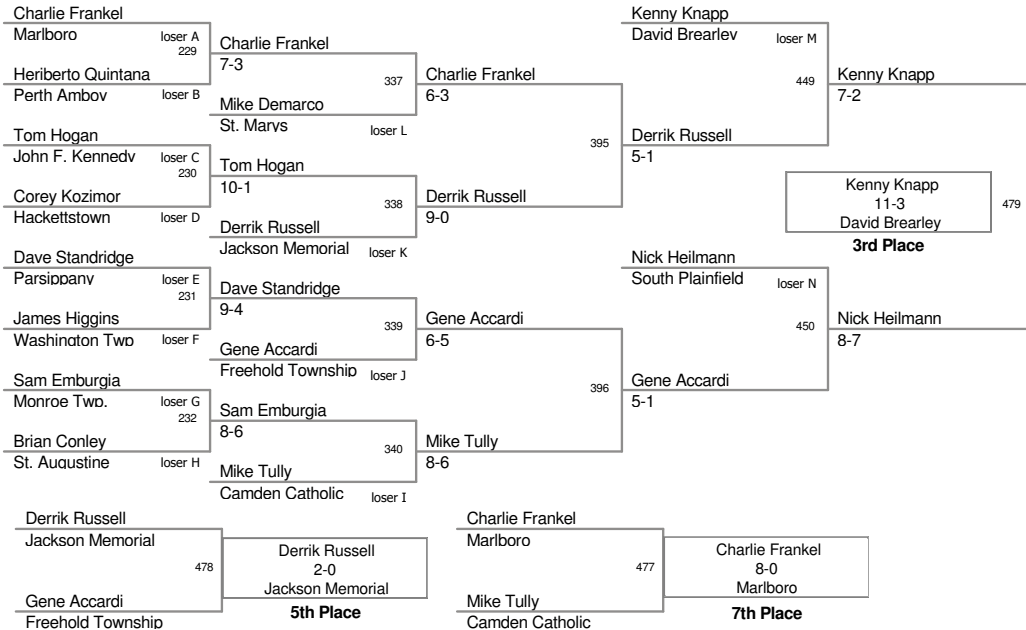 Charlie Frankel
Marlboro
loser A
229
Heriberto Quintana
Perth Amboy
loser B
Tom Hogan
John F. Kennedy
loser C
230
Corey Kozimor
Hackettstown
loser D
Dave Standridge
Parsippany
loser E
231
James Higgins
Washington Twp
loser F
Sam Emburgia
Monroe Twp.
loser G
232
Brian Conley
St. Augustine
loser H
Charlie Frankel
7-3
337
Mike Demarco
St. Marys
loser L
Tom Hogan
10-1
338
Derrik Russell
Jackson Memorial
loser K
Dave Standridge
9-4
339
Gene Accardi
Freehold Township
loser J
Sam Emburgia
8-6
340
Mike Tully
Camden Catholic
loser I
Charlie Frankel
6-3
395
Derrik Russell
9-0
Gene Accardi
6-5
396
Mike Tully
8-6
Kenny Knapp
David Brearley
loser M
449
Derrik Russell
5-1
Nick Heilmann
South Plainfield
loser N
450
Gene Accardi
5-1
Kenny Knapp
7-2
Kenny Knapp
11-3
David Brearley
479
3rd Place
Nick Heilmann
8-7
Derrik Russell
Jackson Memorial
478
Gene Accardi
Freehold Township
Derrik Russell
2-0
Jackson Memorial
5th Place
Charlie Frankel
Marlboro
477
Mike Tully
Camden Catholic
Charlie Frankel
8-0
Marlboro
7th Place